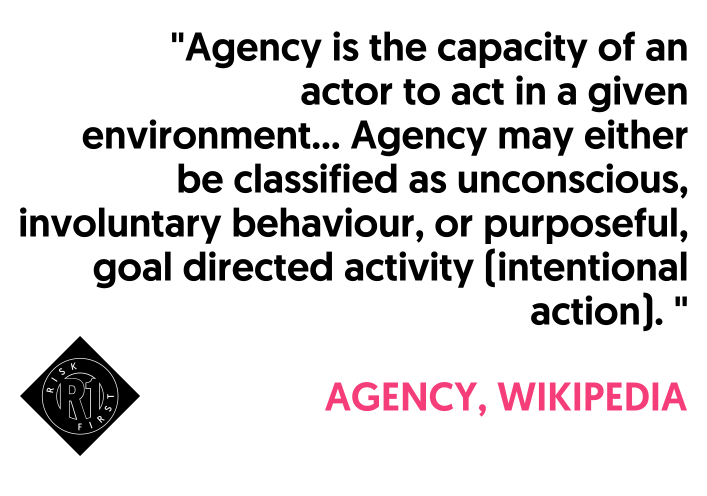 "Agency is the capacity of an
actor to act in a given
environment... Agency may either
be classified as unconscious,
involuntary behaviour, or purposeful,
goal directed activity (intentional
action). "
AGENCY, WIKIPEDIA
RISK
R1
FIRST